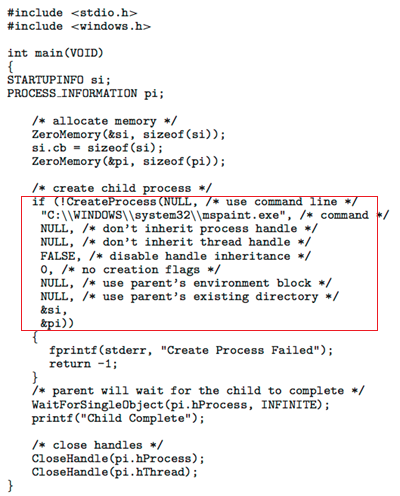 #include <stdio.h>
#include <windows.h>
int main(VOID)
{
STARTUPINFO si;
PROCESS_INFORMATION pi;
/* allocate memory */
ZeroMemory(&si, sizeof(si));
si.cb = sizeof(si);
ZeroMemory(&pi, sizeof(pi));
/* create child process */
if (!CreateProcess(NULL, /* use command line */
"C:\\WINDOWS\\system32\\mspaint.exe", /* command */
NULL, /* don't inherit process handle */
NULL, /* don't inherit thread handle */
FALSE, /* disable handle inheritance */
0, /* no creation flags */
NULL, /* use parent's environment block */
NULL, /* use parent's existing directory */
&si,
&pi))
{
fprintf(stderr, "Create Process Failed");
return -1;
}
/* parent will wait for the child to complete */
WaitForSingleObject(pi.hProcess, INFINITE);
printf("Child Complete");
/* close handles */
CloseHandle(pi.hProcess);
CloseHandle(pi.hThread);
}